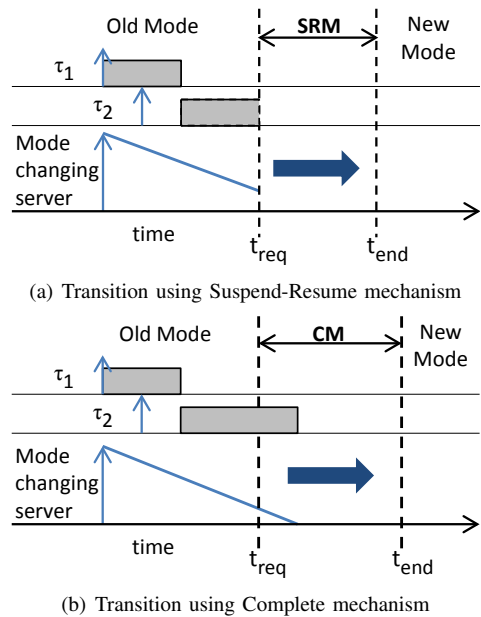 Old Mode
SRM
New
Mode
τ1
τ2
Mode
changing
server
time
treq
tend
(a) Transition using Suspend-Resume mechanism
Old Mode
CM
New
Mode
τ1
τ2
Mode
changing
server
time
treq
tend
(b) Transition using Complete mechanism